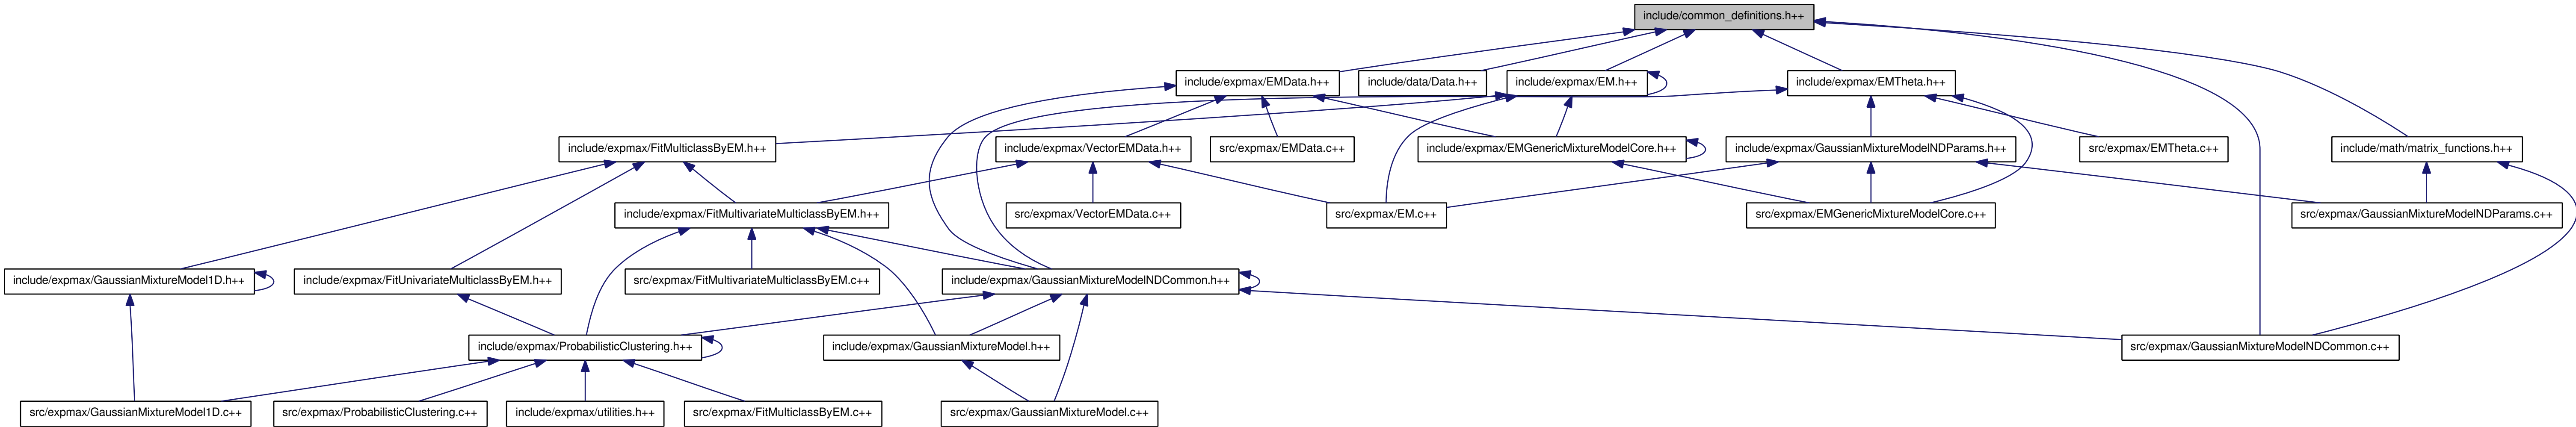 include/common_definitions.h++
include/expmax/EMData.h++
include/data/Data.h++
include/expmax/EM.h++
include/expmax/EMTheta.h++
include/expmax/FitMulticlassByEM.h++
include/expmax/VectorEMData.h++
src/expmax/EMData.c++
include/expmax/EMGenericMixtureModelCore.h++
include/expmax/GaussianMixtureModelNDParams.h++
src/expmax/EMTheta.c++
include/math/matrix_functions.h++
include/expmax/FitMultivariateMulticlassByEM.h++
src/expmax/VectorEMData.c++
src/expmax/EM.c++
src/expmax/EMGenericMixtureModelCore.c++
src/expmax/GaussianMixtureModelNDParams.c++
include/expmax/GaussianMixtureModel1D.h++
include/expmax/FitUnivariateMulticlassByEM.h++
src/expmax/FitMultivariateMulticlassByEM.c++
include/expmax/GaussianMixtureModelNDCommon.h++
include/expmax/ProbabilisticClustering.h++
include/expmax/GaussianMixtureModel.h++
src/expmax/GaussianMixtureModelNDCommon.c++
src/expmax/GaussianMixtureModel1D.c++
src/expmax/ProbabilisticClustering.c++
include/expmax/utilities.h++
src/expmax/FitMulticlassByEM.c++
src/expmax/GaussianMixtureModel.c++